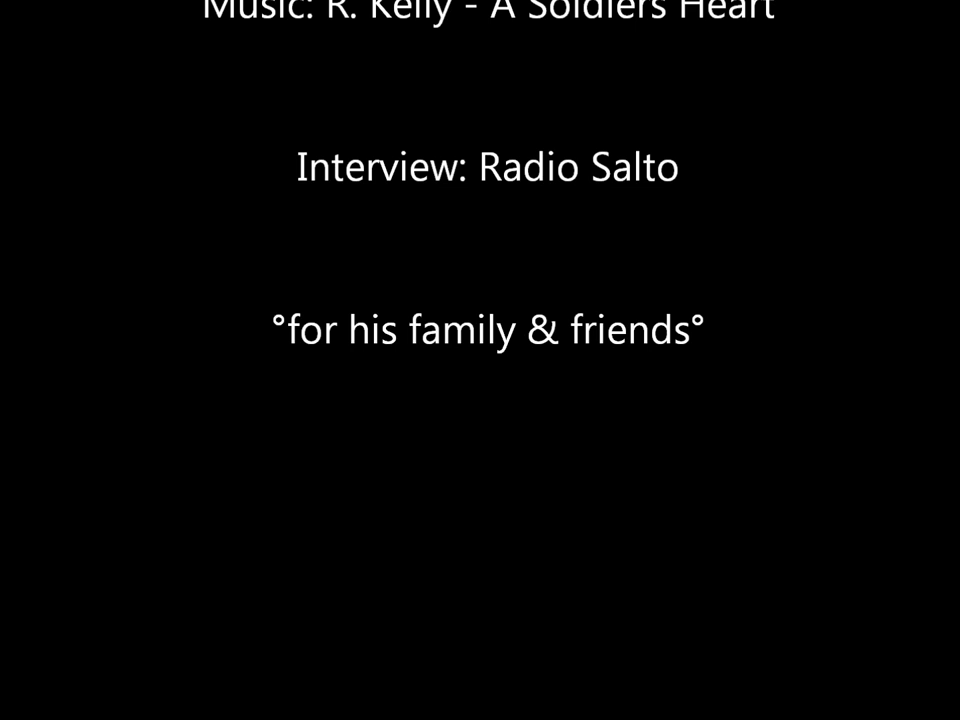 Music: R. Kelly - A Soldiers Heart
Interview: Radio Salto
°for his family & friends°